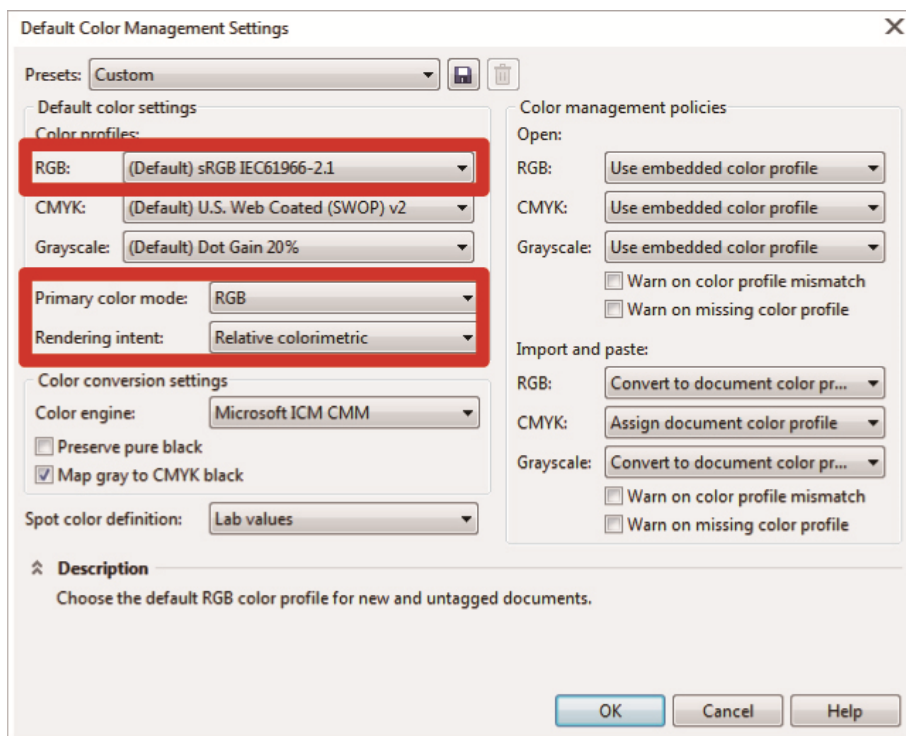 Default Color Management Settings
Presets: Custom
Default color settings
Color profiles:
RGB: (Default) sRGB IEC61966-2.1
CMYK: (Default) U.S. Web Coated (SWOP) v2
Grayscale: (Default) Dot Gain 20%
Primary color mode: RGB
Rendering intent: Relative colorimetric
Color conversion settings
Color engine: Microsoft ICM CMM
Preserve pure black
Map gray to CMYK black
Spot color definition: Lab values
Color management policies
Open:
RGB: Use embedded color profile
CMYK: Use embedded color profile
Grayscale: Use embedded color profile
Warn on color profile mismatch
Warn on missing color profile
Import and paste:
RGB: Convert to document color pr...
CMYK: Assign document color profile
Grayscale: Convert to document color pr...
Warn on color profile mismatch
Warn on missing color profile
Description
Choose the default RGB color profile for new and untagged documents.
OK Cancel Help